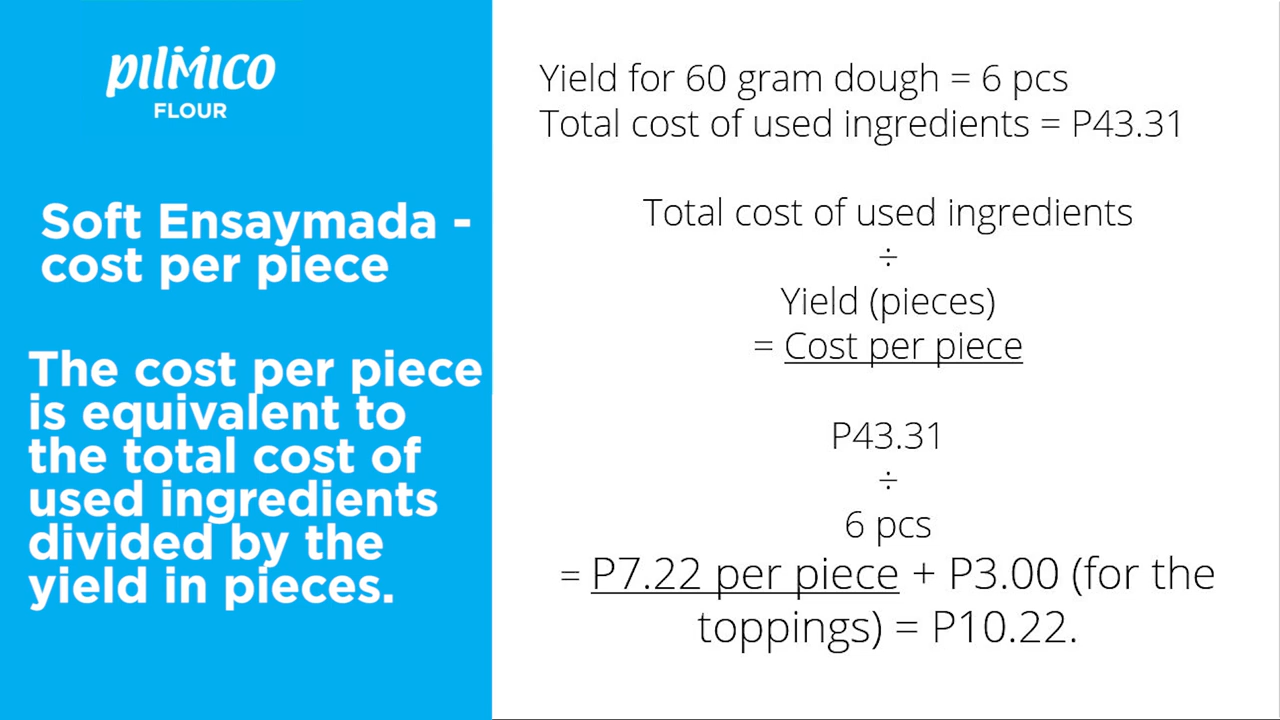 pilmico
FLOUR
Soft Ensaymada -
cost per piece
The cost per piece
is equivalent to
the total cost of
used ingredients
divided by the
yield in pieces.
Yield for 60 gram dough = 6 pcs
Total cost of used ingredients = P43.31
Total cost of used ingredients
÷
Yield (pieces)
= Cost per piece
P43.31
÷
6 pcs
= P7.22 per piece + P3.00 (for the
toppings) = P10.22.